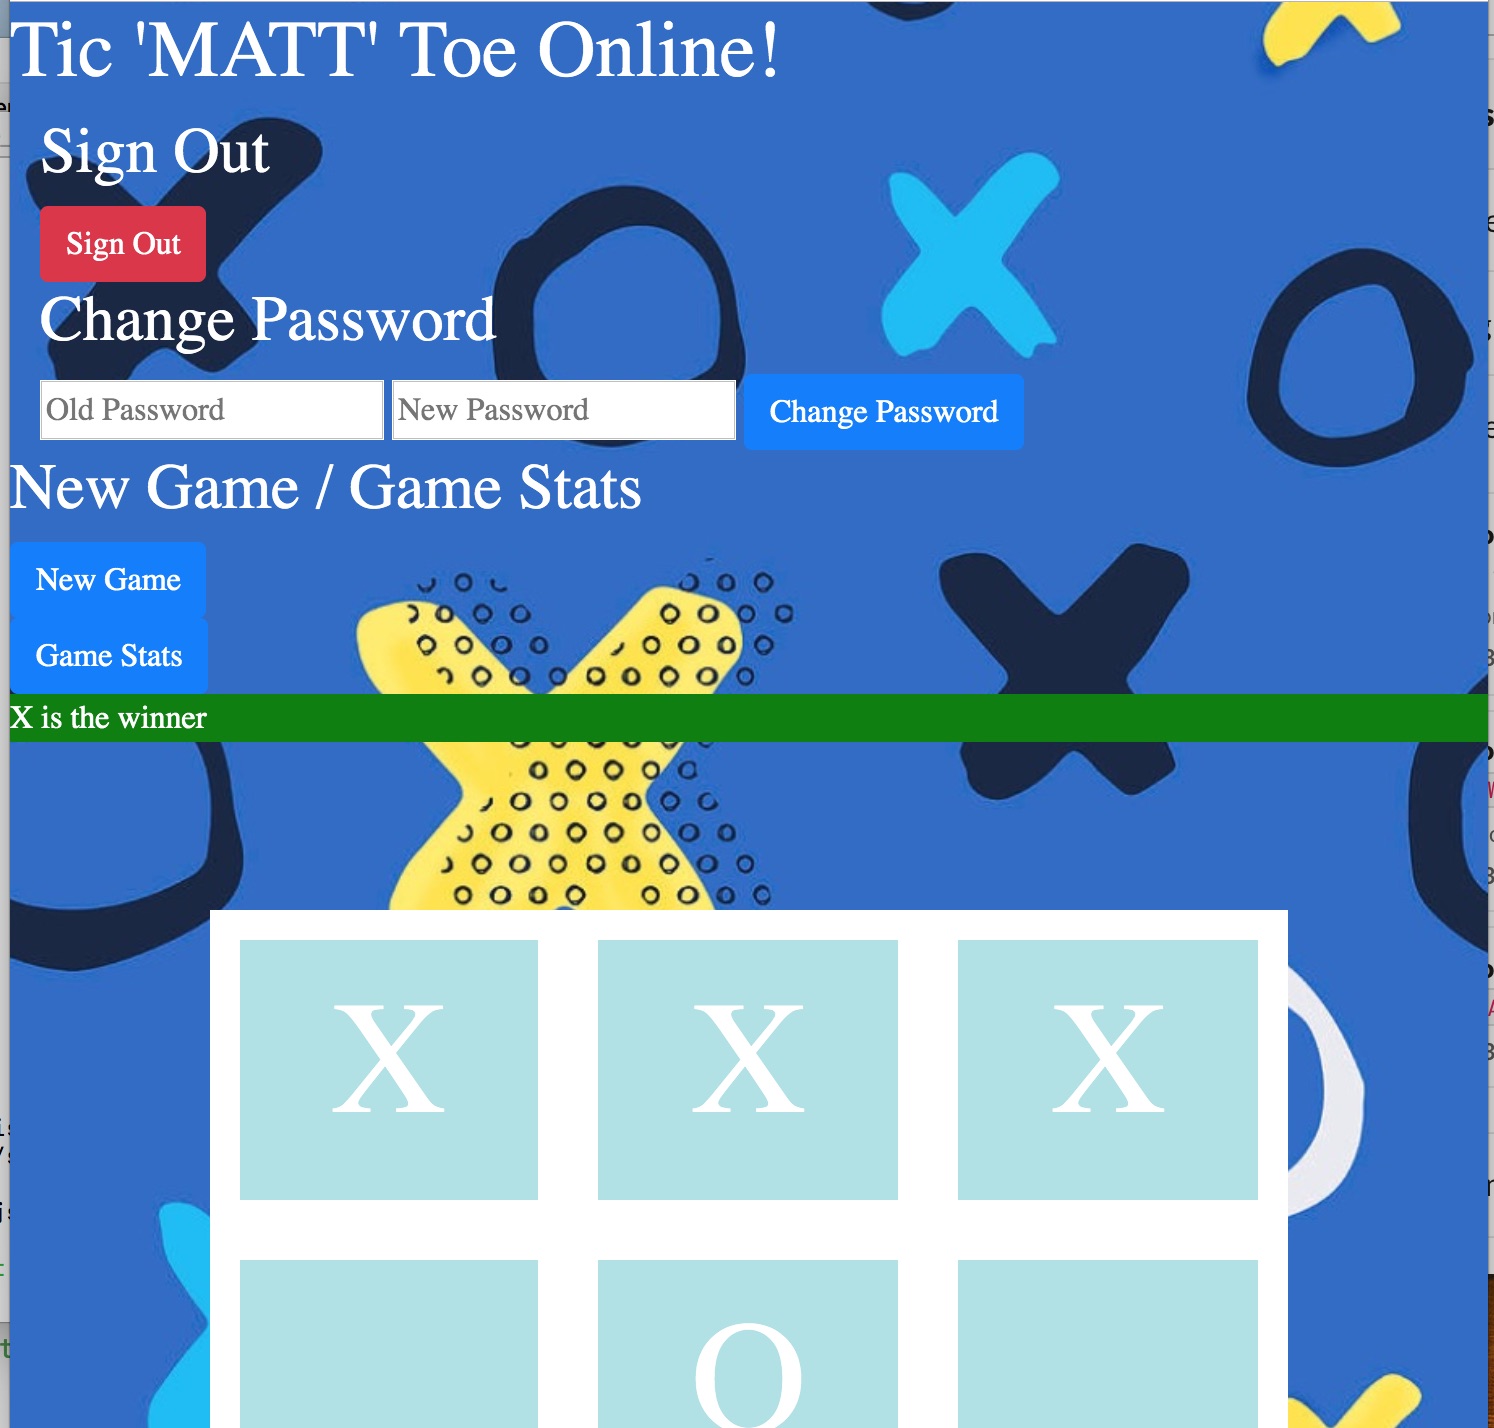 Tic 'MATT' Toe Online!
Sign Out
Sign Out
Change Password
Old Password New Password Change Password
New Game / Game Stats
New Game
Game Stats
X is the winner
X X X
O